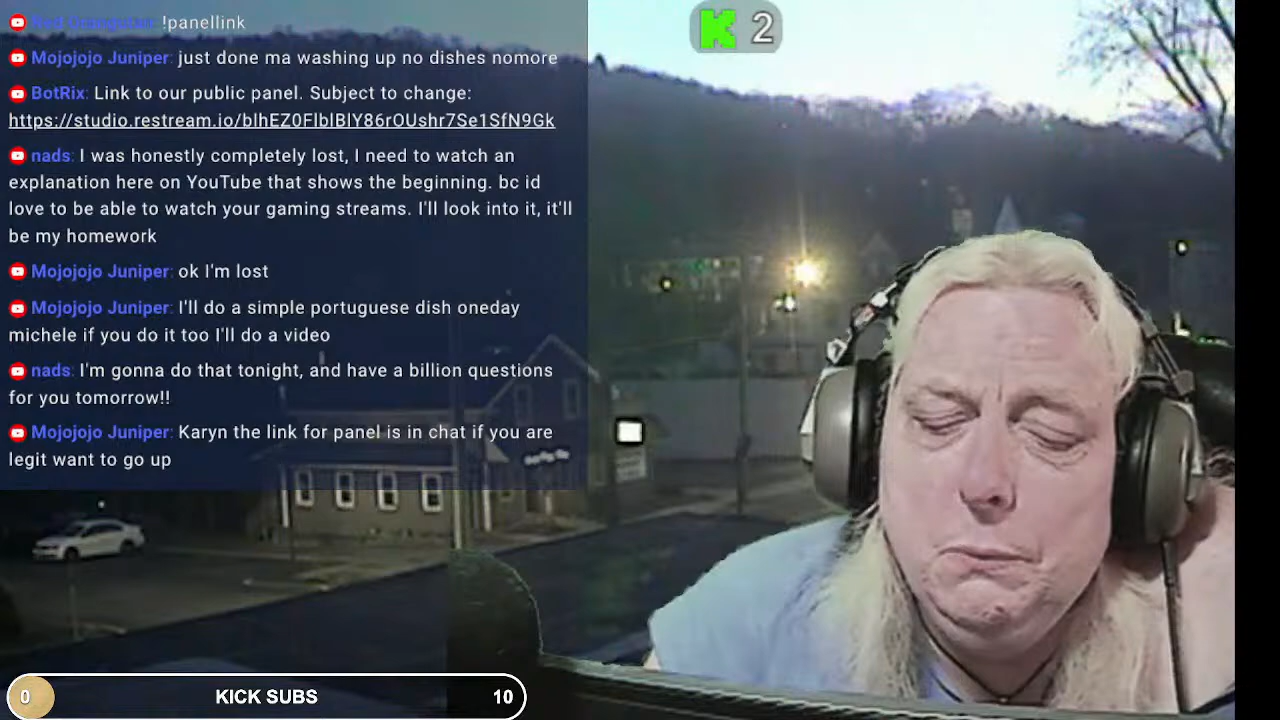 !panellink
K 2
Mojojojo Juniper: just done ma washing up no dishes nomore
BotRix: Link to our public panel. Subject to change:
https://studio.restream.io/blhEZ0FlblBlY86rOUshr7Se1SfN9Gk
nads: I was honestly completely lost, I need to watch an
explanation here on YouTube that shows the beginning. bc id
love to be able to watch your gaming streams. I'll look into it, it'll
be my homework
Mojojojo Juniper: ok I'm lost
Mojojojo Juniper: I'll do a simple portuguese dish oneday
michele if you do it too I'll do a video
nads: I'm gonna do that tonight, and have a billion questions
for you tomorrow!!
Mojojojo Juniper: Karyn the link for panel is in chat if you are
legit want to go up
0 KICK SUBS 10